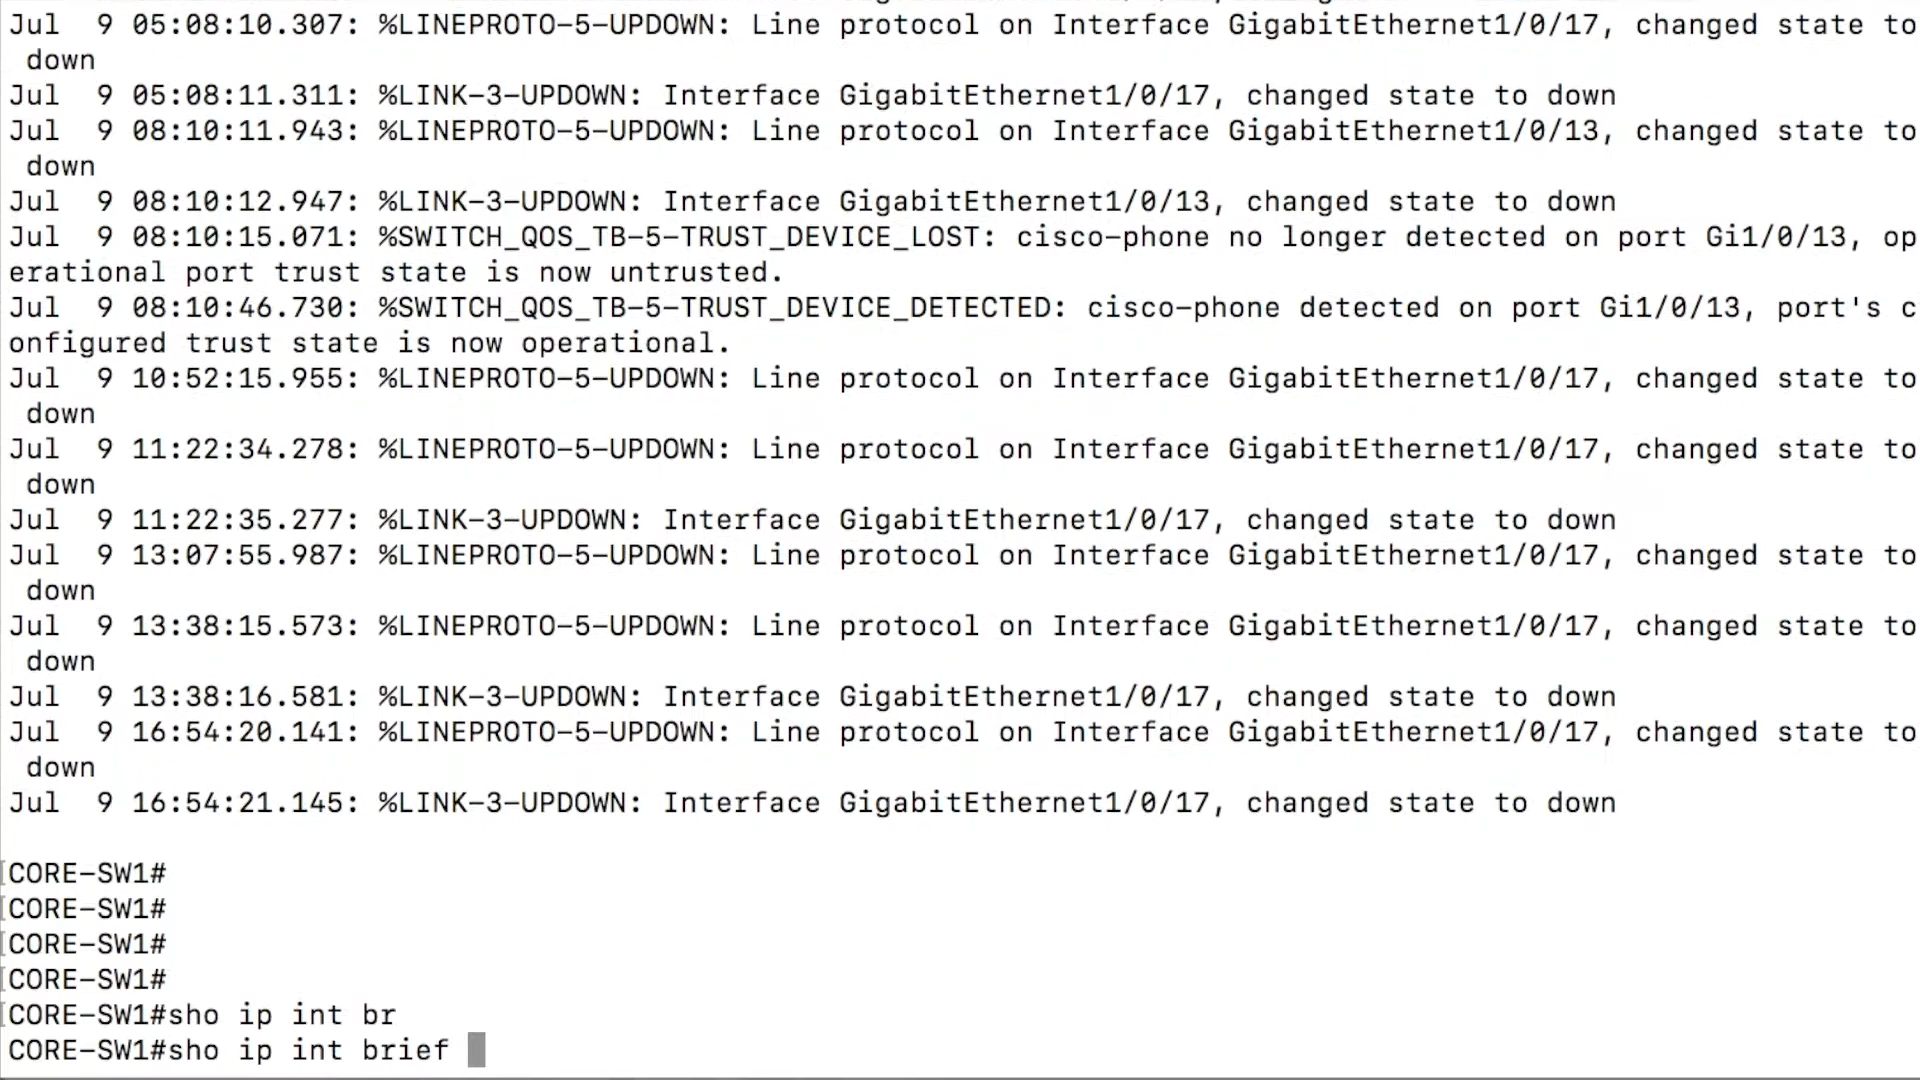 Jul  9 05:08:10.307: %LINEPROTO-5-UPDOWN: Line protocol on Interface GigabitEthernet1/0/17, changed state to
 down
Jul  9 05:08:11.311: %LINK-3-UPDOWN: Interface GigabitEthernet1/0/17, changed state to down
Jul  9 08:10:11.943: %LINEPROTO-5-UPDOWN: Line protocol on Interface GigabitEthernet1/0/13, changed state to
 down
Jul  9 08:10:12.947: %LINK-3-UPDOWN: Interface GigabitEthernet1/0/13, changed state to down
Jul  9 08:10:15.071: %SWITCH_QOS_TB-5-TRUST_DEVICE_LOST: cisco-phone no longer detected on port Gi1/0/13, op
erational port trust state is now untrusted.
Jul  9 08:10:46.730: %SWITCH_QOS_TB-5-TRUST_DEVICE_DETECTED: cisco-phone detected on port Gi1/0/13, port's c
onfigured trust state is now operational.
Jul  9 10:52:15.955: %LINEPROTO-5-UPDOWN: Line protocol on Interface GigabitEthernet1/0/17, changed state to
 down
Jul  9 11:22:34.278: %LINEPROTO-5-UPDOWN: Line protocol on Interface GigabitEthernet1/0/17, changed state to
 down
Jul  9 11:22:35.277: %LINK-3-UPDOWN: Interface GigabitEthernet1/0/17, changed state to down
Jul  9 13:07:55.987: %LINEPROTO-5-UPDOWN: Line protocol on Interface GigabitEthernet1/0/17, changed state to
 down
Jul  9 13:38:15.573: %LINEPROTO-5-UPDOWN: Line protocol on Interface GigabitEthernet1/0/17, changed state to
 down
Jul  9 13:38:16.581: %LINK-3-UPDOWN: Interface GigabitEthernet1/0/17, changed state to down
Jul  9 16:54:20.141: %LINEPROTO-5-UPDOWN: Line protocol on Interface GigabitEthernet1/0/17, changed state to
 down
Jul  9 16:54:21.145: %LINK-3-UPDOWN: Interface GigabitEthernet1/0/17, changed state to down
[CORE-SW1#
[CORE-SW1#
[CORE-SW1#
[CORE-SW1#
[CORE-SW1#sho ip int br
CORE-SW1#sho ip int brief